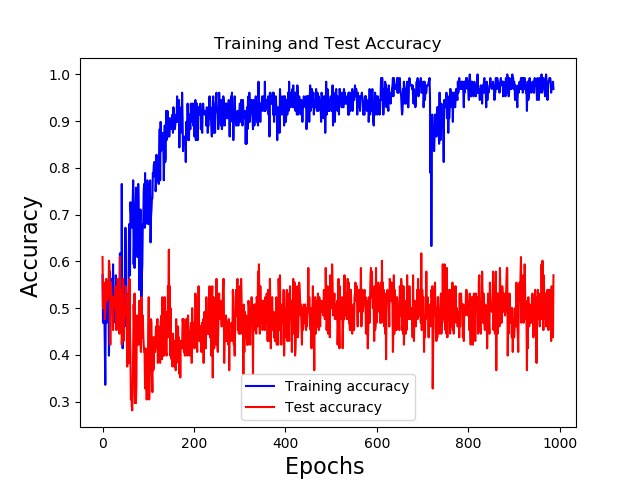 Training and Test Accuracy
Accuracy
1.0
0.9
0.8
0.7
0.6
0.5
0.4
0.3
Training accuracy
Test accuracy
0 200 400 600 800 1000
Epochs